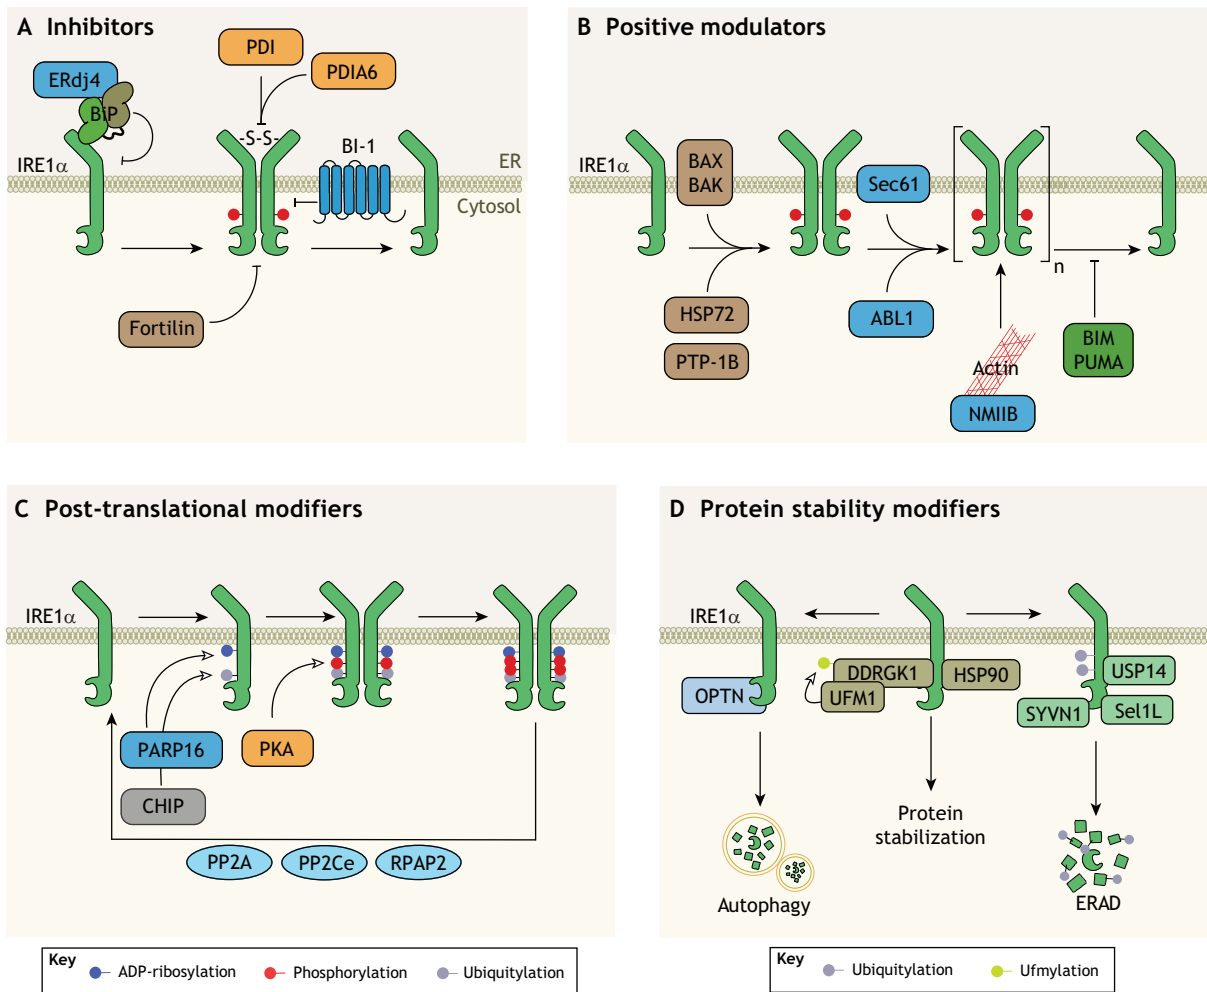 A Inhibitors
PDI
PDIA6
ERdj4
BiP
-S-S-
BI-1
IRE1α
ER
Cytosol
Fortilin
B Positive modulators
IRE1α
BAX
BAK
Sec61
n
HSP72
PTP-1B
ABL1
BIM
PUMA
Actin
NMIIB
C Post-translational modifiers
IRE1α
PARP16
PKA
CHIP
PP2A
PP2Ce
RPAP2
Key
ADP-ribosylation
Phosphorylation
Ubiquitylation
D Protein stability modifiers
IRE1α
DDRGK1
HSP90
USP14
OPTN
UFM1
SYVN1
Sel1L
Protein
stabilization
Autophagy
ERAD
Key
Ubiquitylation
Ufmylation